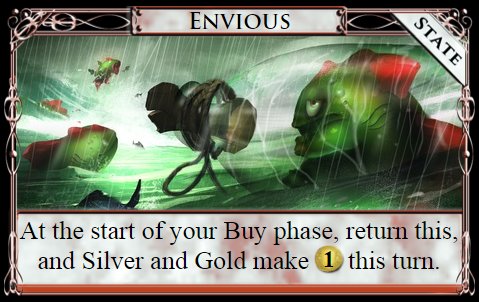 ENVIOUS
STATE
At the start of your Buy phase, return this,
and Silver and Gold make 1 this turn.